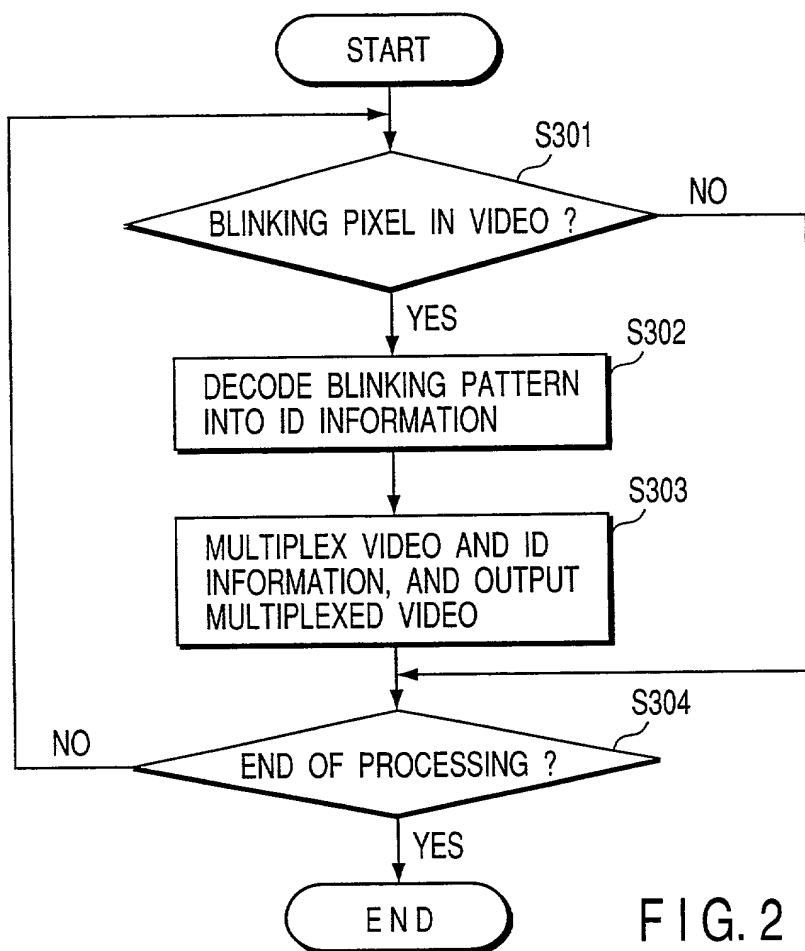 START
S301
BLINKING PIXEL IN VIDEO ?
NO
YES
S302
DECODE BLINKING PATTERN
INTO ID INFORMATION
S303
MULTIPLEX VIDEO AND ID
INFORMATION, AND OUTPUT
MULTIPLEXED VIDEO
S304
NO
END OF PROCESSING ?
YES
END
FIG. 2